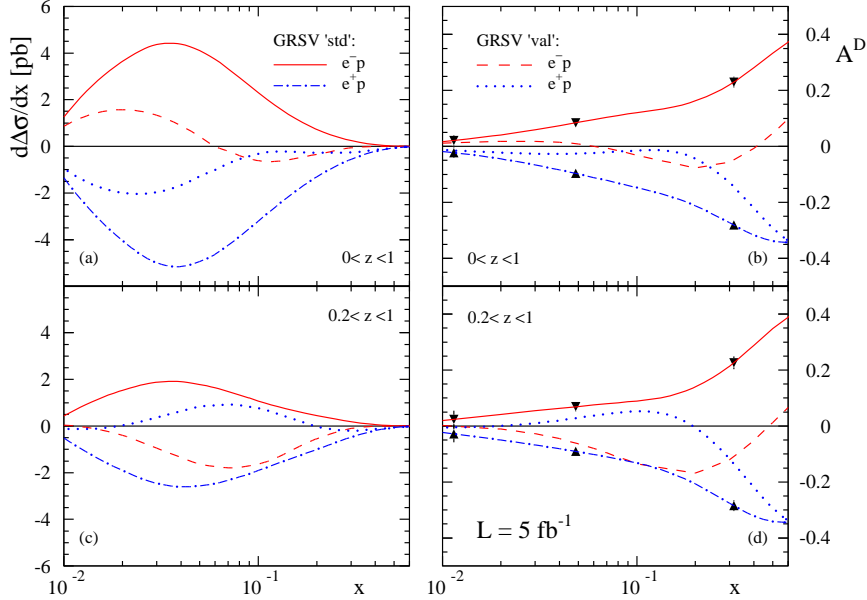 dΔσ/dx [pb]
A^D
6
4
2
0
-2
-4
GRSV 'std':
e⁻p
e⁺p
(a)
0< z <1
GRSV 'val':
e⁻p
e⁺p
0< z <1
(b)
0.4
0.2
0
-0.2
-0.4
4
2
0
-2
-4
-6
0.2< z <1
(c)
0.2< z <1
L = 5 fb⁻¹
(d)
0.4
0.2
0
-0.2
-0.4
10⁻²
10⁻¹
x
10⁻²
10⁻¹
x